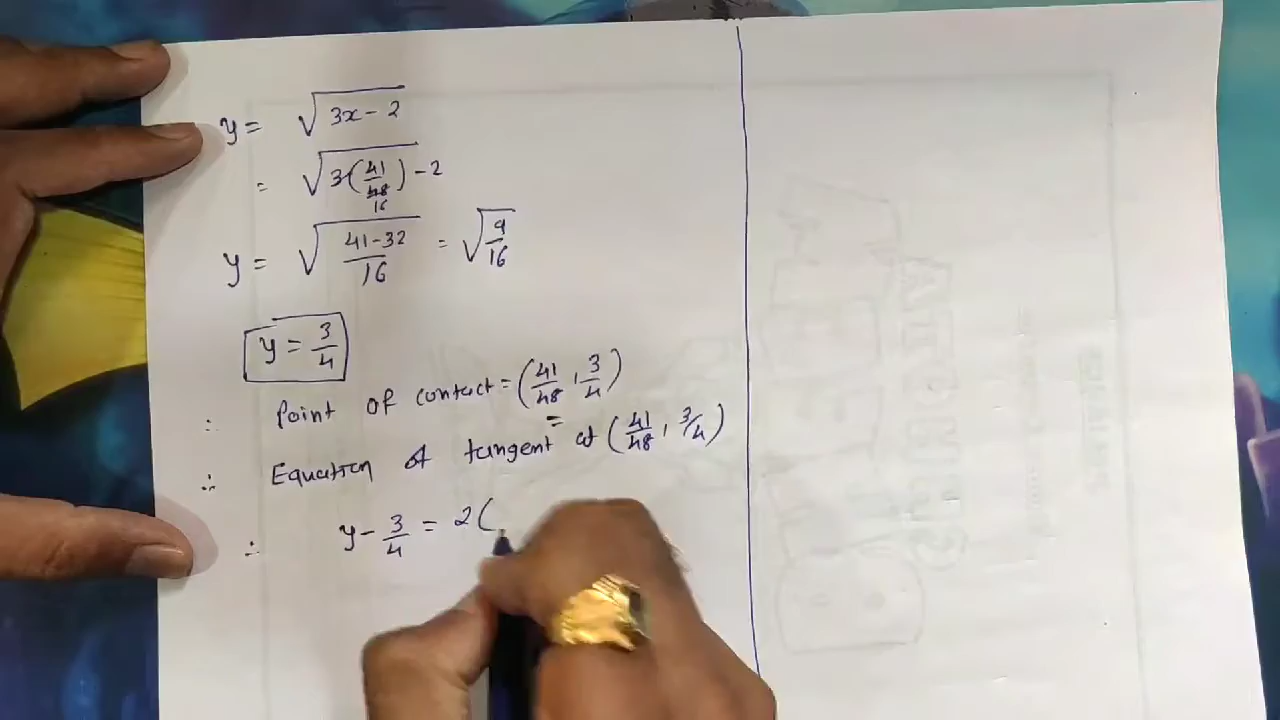 y = √3x - 2
= √3(41/48) - 2
16
y = √41-32/16 = √9/16
y = 3/4
∴ Point of contact = (41/48, 3/4)
∴ Equation of tangent at (41/48, 3/4)
∴ y - 3/4 = 2(